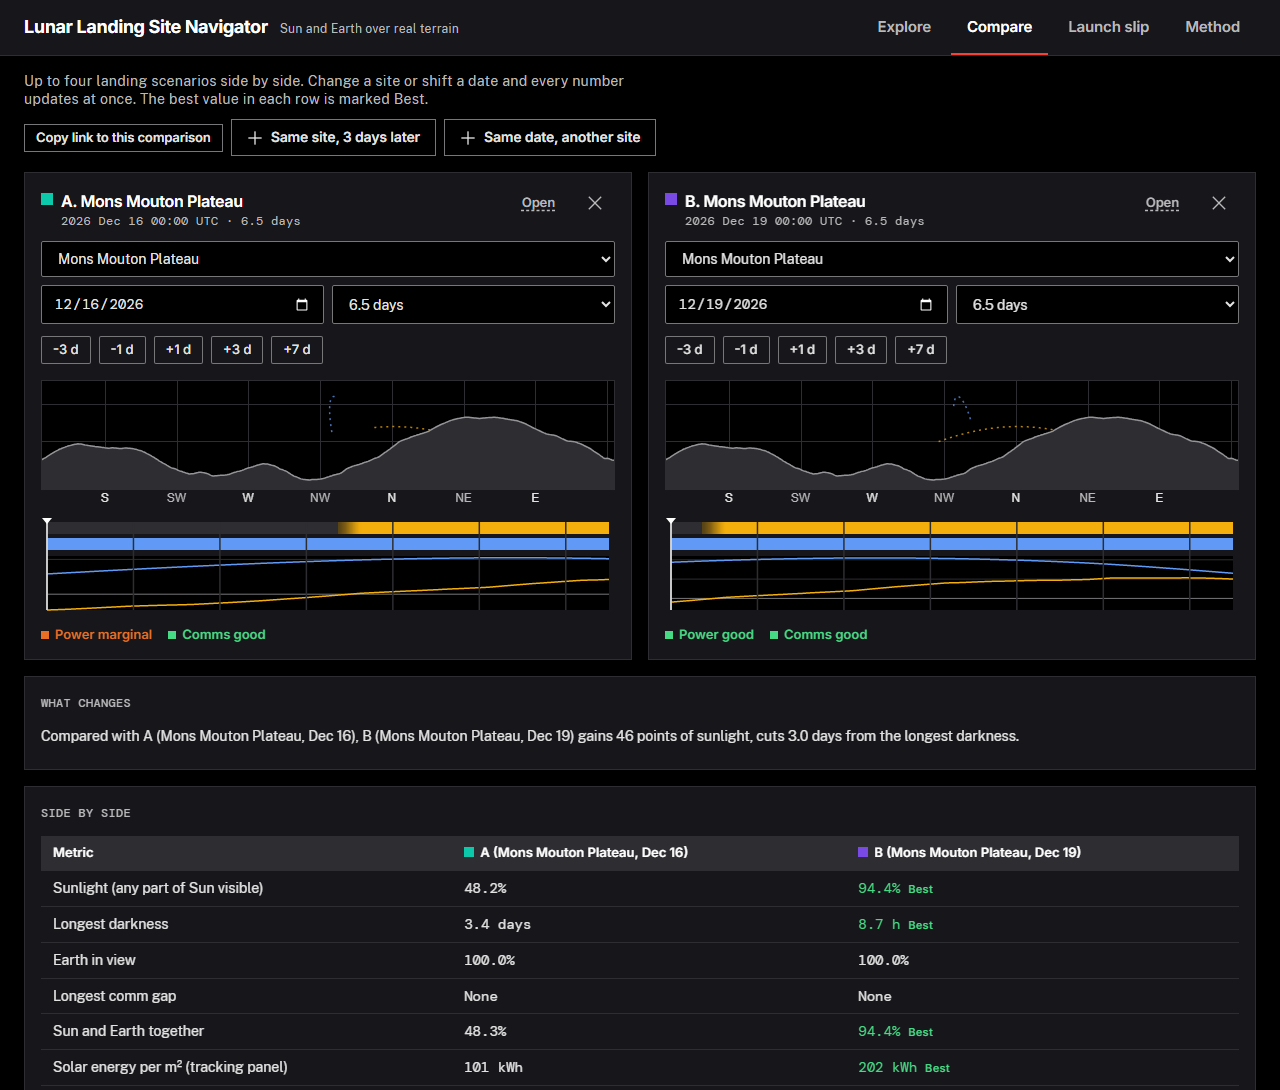 Lunar Landing Site Navigator Sun and Earth over real terrain Explore Compare Launch slip Method
Up to four landing scenarios side by side. Change a site or shift a date and every number
updates at once. The best value in each row is marked Best.
Copy link to this comparison Same site, 3 days later Same date, another site
A. Mons Mouton Plateau Open
2026 Dec 16 00:00 UTC · 6.5 days
Mons Mouton Plateau
12/16/2026 6.5 days
-3 d -1 d +1 d +3 d +7 d
S SW W NW N NE E
Power marginal Comms good
B. Mons Mouton Plateau Open
2026 Dec 19 00:00 UTC · 6.5 days
Mons Mouton Plateau
12/19/2026 6.5 days
-3 d -1 d +1 d +3 d +7 d
S SW W NW N NE E
Power good Comms good
WHAT CHANGES
Compared with A (Mons Mouton Plateau, Dec 16), B (Mons Mouton Plateau, Dec 19) gains 46 points of sunlight, cuts 3.0 days from the longest darkness.
SIDE BY SIDE
Metric A (Mons Mouton Plateau, Dec 16) B (Mons Mouton Plateau, Dec 19)
Sunlight (any part of Sun visible) 48.2% 94.4% Best
Longest darkness 3.4 days 8.7 h Best
Earth in view 100.0% 100.0%
Longest comm gap None None
Sun and Earth together 48.3% 94.4% Best
Solar energy per m² (tracking panel) 101 kWh 202 kWh Best